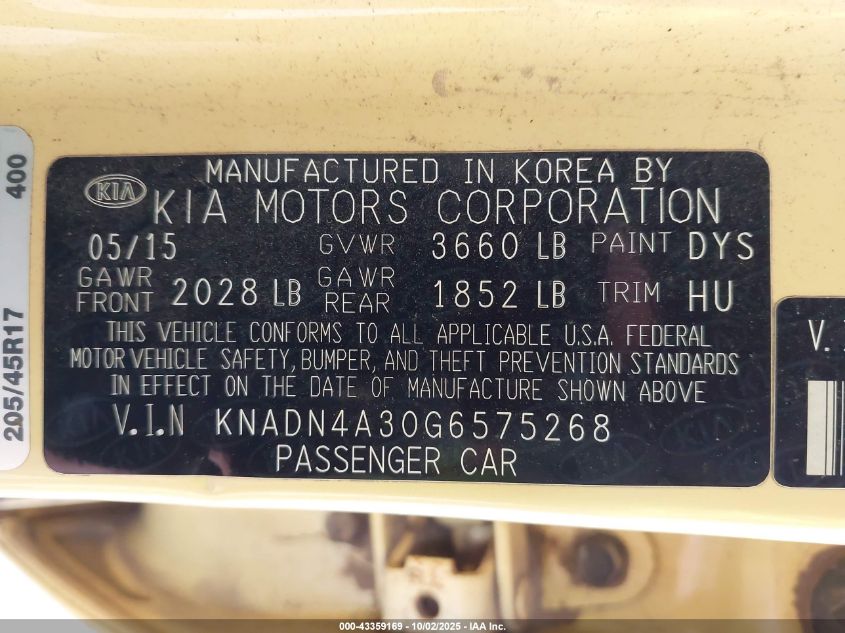 MANUFACTURED IN KOREA BY
KIA
KIA MOTORS CORPORATION
05/15 GVWR 3660 LB PAINT DYS
GAWR FRONT 2028 LB GAWR REAR 1852 LB TRIM HU
THIS VEHICLE CONFORMS TO ALL APPLICABLE U.S.A. FEDERAL
MOTOR VEHICLE SAFETY, BUMPER, AND THEFT PREVENTION STANDARDS
IN EFFECT ON THE DATE OF MANUFACTURE SHOWN ABOVE
V.I.N KNADN4A30G6575268
PASSENGER CAR
205/45R17 400
V.
000-43359169 - 10/02/2025 - IAA Inc.